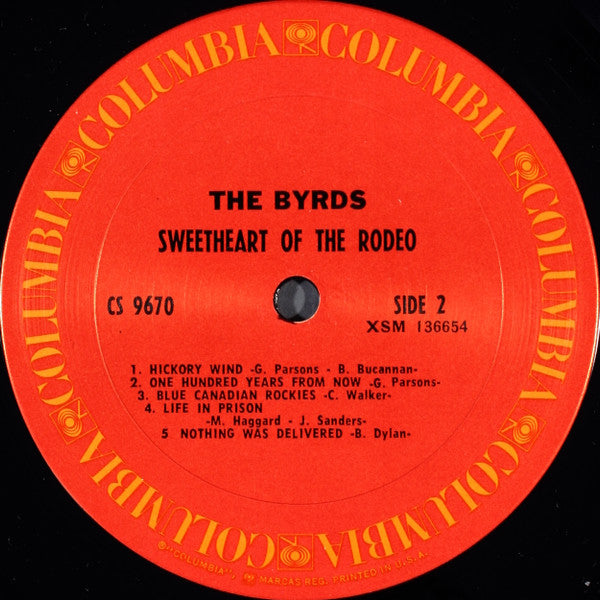 COLUMBIA COLUMBIA COLUMBIA COLUMBIA COLUMBIA COLUMBIA
THE BYRDS
SWEETHEART OF THE RODEO
CS 9670
SIDE 2
XSM 136654
1. HICKORY WIND -G. Parsons - B. Bucannan-
2. ONE HUNDRED YEARS FROM NOW -G. Parsons-
3. BLUE CANADIAN ROCKIES -C. Walker-
4. LIFE IN PRISON
-M. Haggard - J. Sanders-
5 NOTHING WAS DELIVERED -B. Dylan-
®"COLUMBIA", MARCAS REG. PRINTED IN U.S.A.